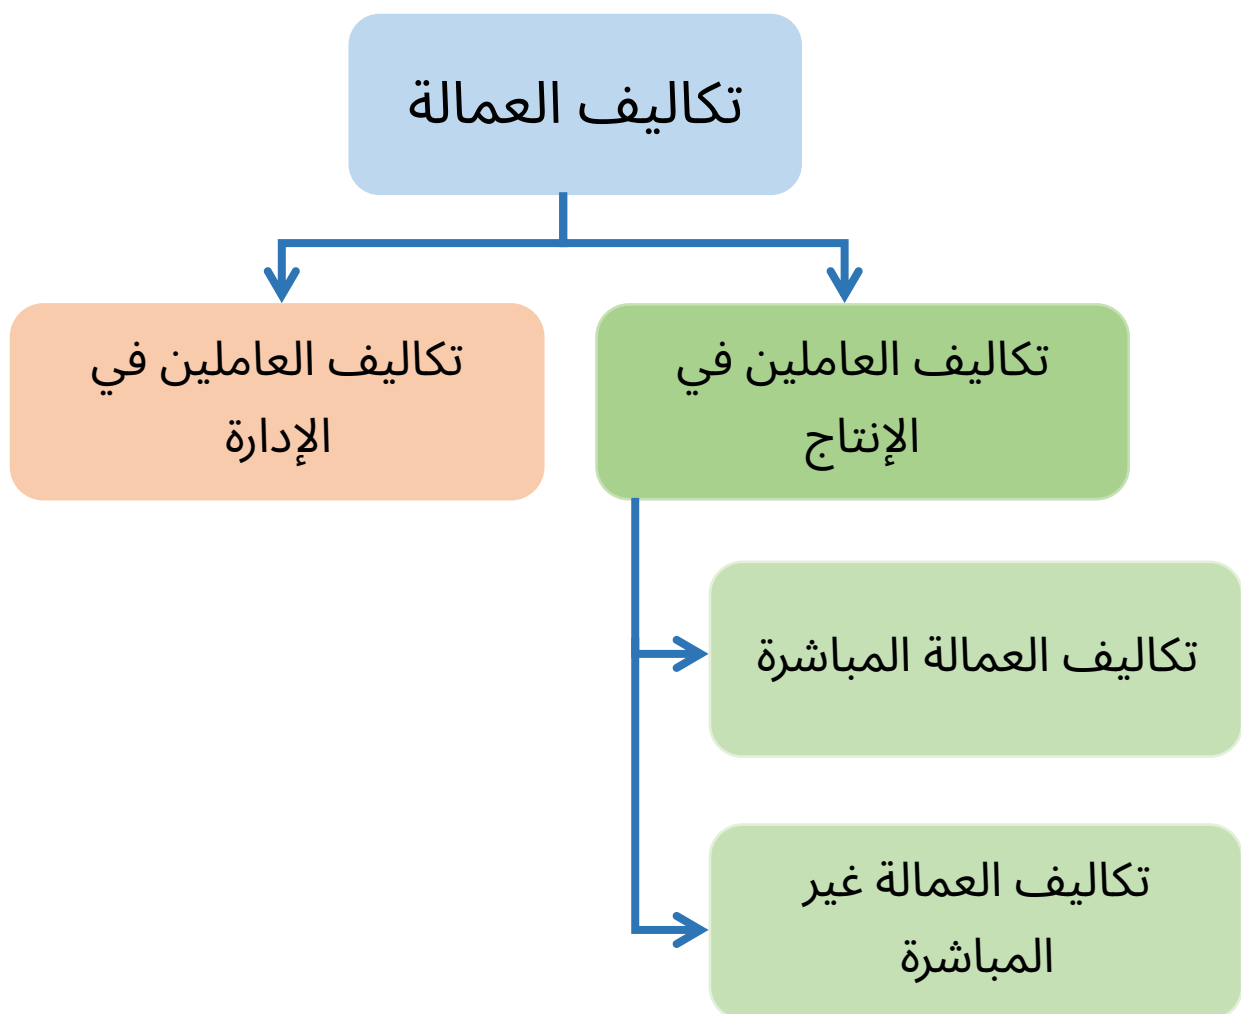 تكاليف العمالة
تكاليف العاملين في
الإنتاج
تكاليف العاملين في
الإدارة
تكاليف العمالة المباشرة
تكاليف العمالة غير
المباشرة